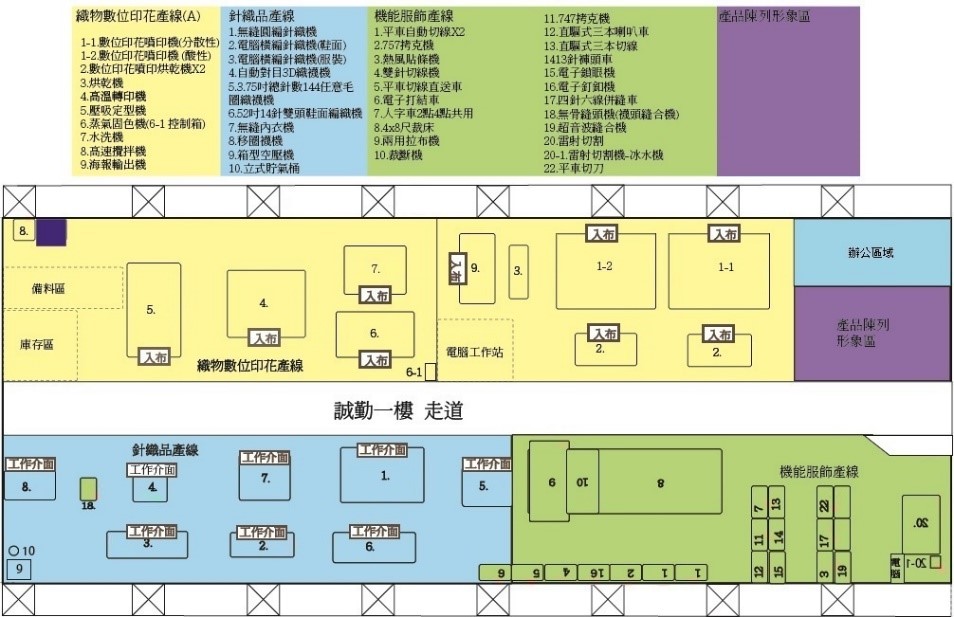 織物數位印花產線(A)
1-1.數位印花噴印機(分散性)
1-2.數位印花噴印機 (酸性)
2.數位印花噴印烘乾機X2
3.烘乾機
4.高溫轉印機
5.壓吸定型機
6.蒸氣固色機(6-1 控制箱)
7.水洗機
8.高速攪拌機
9.海報輸出機
針織品產線
1.無縫圓編針織機
2.電腦橫編針織機(鞋面)
3.電腦橫編針織機(服裝)
4.自動對目3D織襪機
5.3.75吋總針數144任意毛
圈織襪機
6.52吋14針雙頭鞋面編織機
7.無縫內衣機
8.移圈襪機
9.箱型空壓機
10.立式貯氣桶
機能服飾產線
1.平車自動切線X2
2.757拷克機
3.熱風貼條機
4.雙針切線機
5.平車切線直送車
6.電子打結車
7.人字車2點4點共用
8.4x8尺裁床
9.兩用拉布機
10.裁斷機
11.747拷克機
12.直驅式三本喇叭車
13.直驅式三本切線
1413針褲頭車
15.電子鎖眼機
16.電子釘釦機
17.四針六線併縫車
18.無骨縫頭機(襪頭縫合機)
19.超音波縫合機
20.雷射切割
20-1.雷射切割機-冰水機
22.平車切刀
產品陳列形象區
8.
備料區
庫存區
5.
入布
4.
入布
7.
入布
6.
入布
6-1
織物數位印花產線
入布
9.
3.
電腦工作站
入布
1-2
入布
1-1
入布
2.
入布
2.
辦公區域
產品陳列
形象區
誠勤一樓 走道
針織品產線
工作介面
8.
18.
工作介面
4.
工作介面
7.
工作介面
1.
工作介面
5.
工作介面
3.
工作介面
2.
工作介面
6.
10
9
機能服飾產線
9
10
8
6
5
4
16
2
1
1
7
13
11
14
12
15
22
17
3
19
20.
電腦
20-1